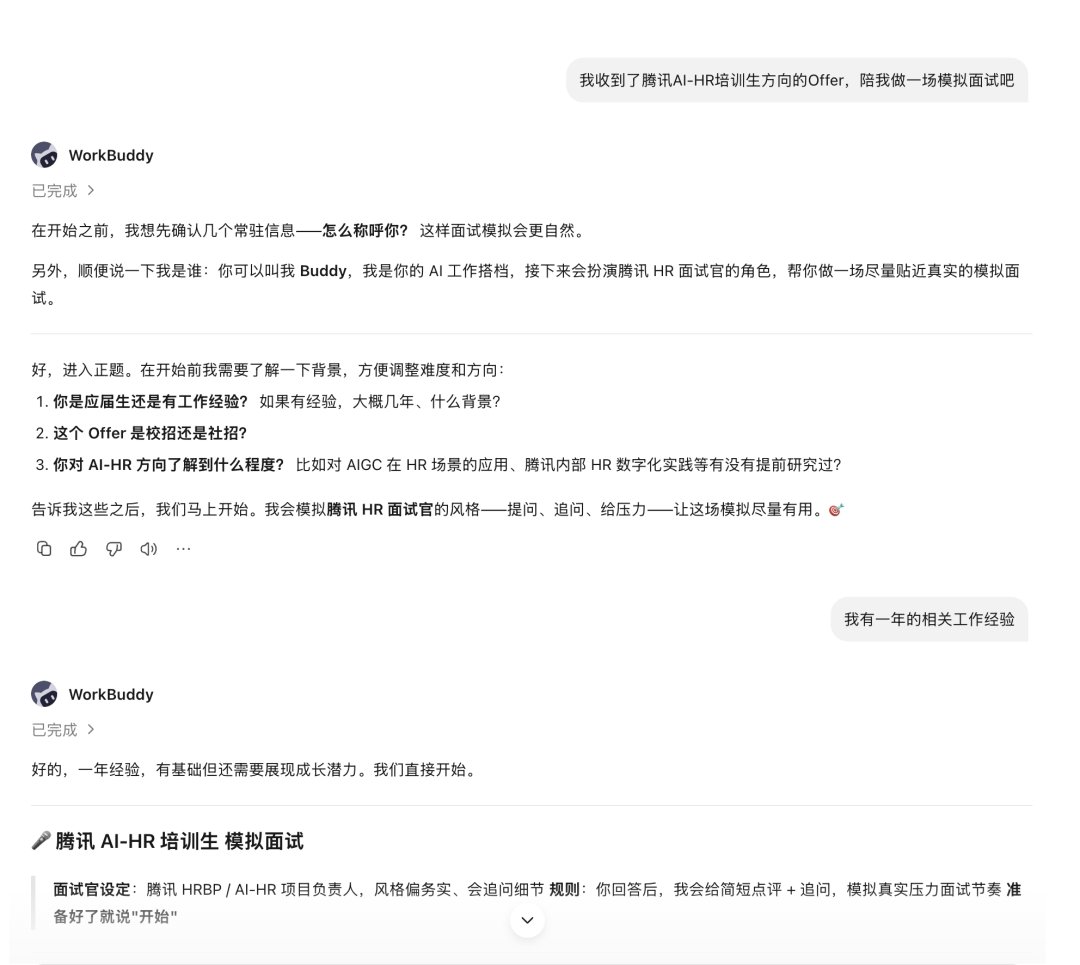 我收到了腾讯AI-HR培训生方向的Offer，陪我做一场模拟面试吧
WorkBuddy
已完成
在开始之前，我想先确认几个常驻信息——怎么称呼你？ 这样面试模拟会更自然。
另外，顺便说一下我是谁：你可以叫我 Buddy，我是你的 AI 工作搭档，接下来会扮演腾讯 HR 面试官的角色，帮你做一场尽量贴近真实的模拟面
试。
好，进入正题。在开始前我需要了解一下背景，方便调整难度和方向：
1. 你是应届生还是有工作经验？ 如果有经验，大概几年、什么背景？
2. 这个 Offer 是校招还是社招？
3. 你对 AI-HR 方向了解到什么程度？ 比如对 AIGC 在 HR 场景的应用、腾讯内部 HR 数字化实践等有没有提前研究过？
告诉我这些之后，我们马上开始。我会模拟腾讯 HR 面试官的风格——提问、追问、给压力——让这场模拟尽量有用。🎯
我有一年的相关工作经验
WorkBuddy
已完成
好的，一年经验，有基础但还需要展现成长潜力。我们直接开始。
🎤 腾讯 AI-HR 培训生 模拟面试
面试官设定：腾讯 HRBP / AI-HR 项目负责人，风格偏务实、会追问细节 规则：你回答后，我会给简短点评 + 追问，模拟真实压力面试节奏 准
备好了就说"开始"